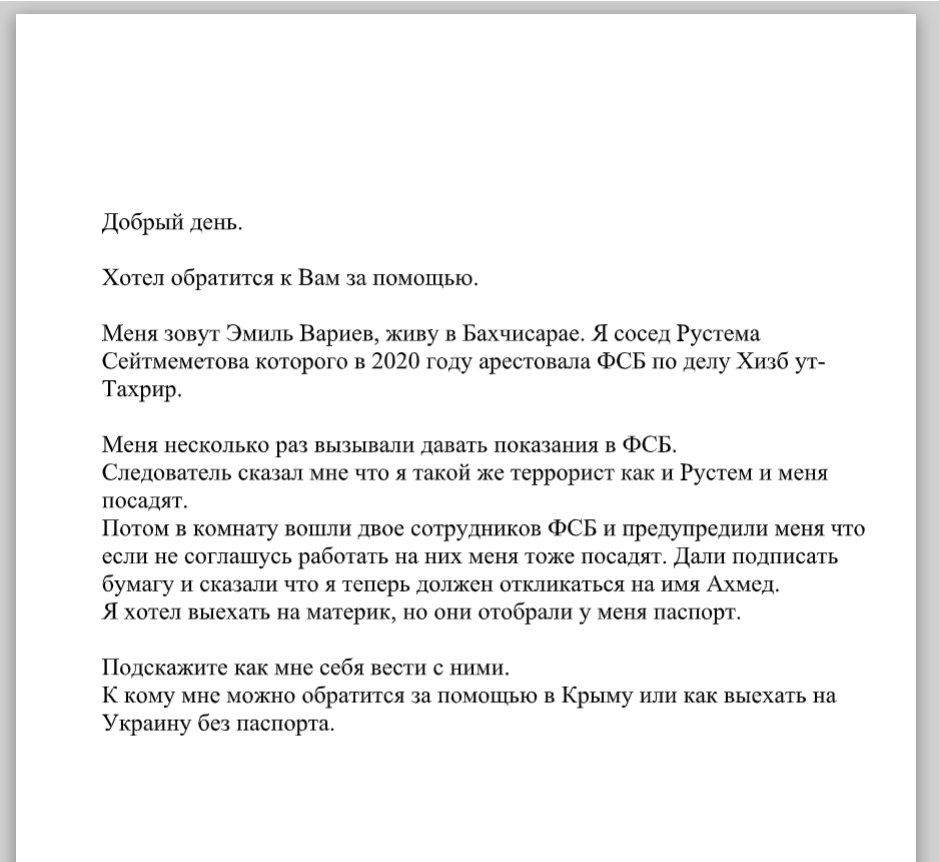 Добрый день.
Хотел обратится к Вам за помощью.
Меня зовут Эмиль Вариев, живу в Бахчисарае. Я сосед Рустема
Сейтмеметова которого в 2020 году арестовала ФСБ по делу Хизб ут-
Тахрир.
Меня несколько раз вызывали давать показания в ФСБ.
Следователь сказал мне что я такой же террорист как и Рустем и меня
посадят.
Потом в комнату вошли двое сотрудников ФСБ и предупредили меня что
если не соглашусь работать на них меня тоже посадят. Дали подписать
бумагу и сказали что я теперь должен откликаться на имя Ахмед.
Я хотел выехать на материк, но они отобрали у меня паспорт.
Подскажите как мне себя вести с ними.
К кому мне можно обратится за помощью в Крыму или как выехать на
Украину без паспорта.